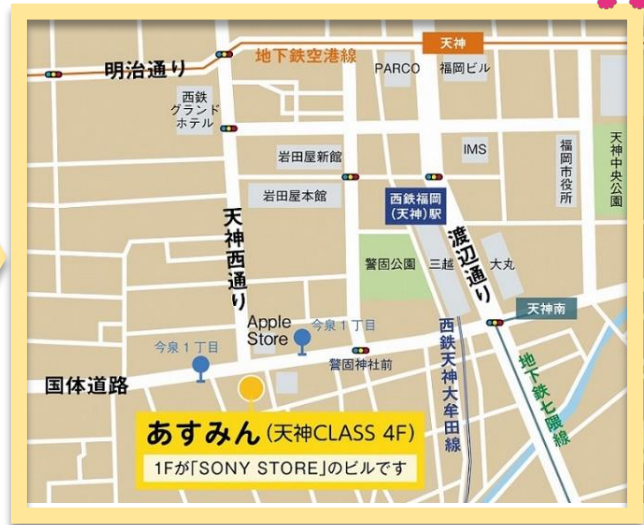 天神
地下鉄空港線
明治通り
PARCO
福岡ビル
西鉄
グランド
ホテル
岩田屋新館
IMS
福岡市役所
天神中央公園
岩田屋本館
西鉄福岡
(天神)駅
天神西通り
渡辺通り
警固公園
三越
大丸
天神南
Apple
Store
今泉1丁目
今泉1丁目
警固神社前
西鉄天神大牟田線
地下鉄七隈線
国体道路
あすみん(天神CLASS 4F)
1Fが「SONY STORE」のビルです